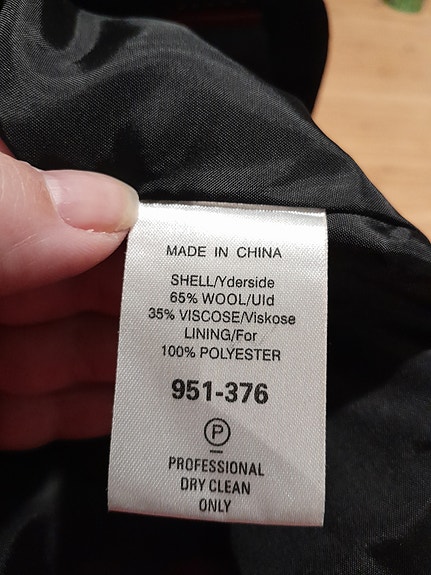 MADE IN CHINA
SHELL/Yderside
65% WOOL/Uld
35% VISCOSE/Viskose
LINING/For
100% POLYESTER
951-376
P
PROFESSIONAL
DRY CLEAN
ONLY